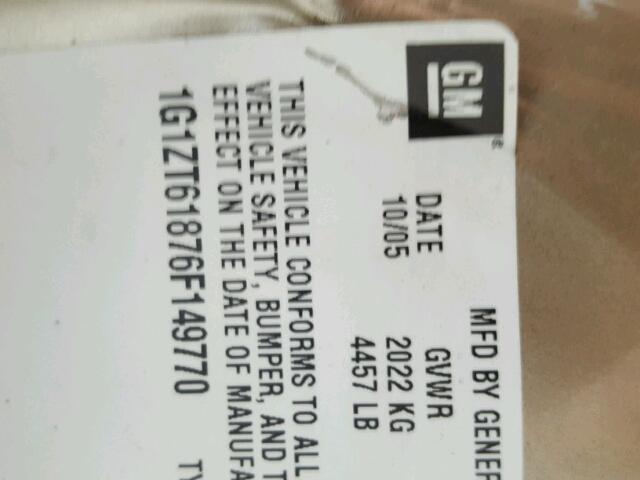 GM
MFD BY GENER
DATE GVWR
10/05 2022 KG
4457 LB
THIS VEHICLE CONFORMS TO ALL
VEHICLE SAFETY, BUMPER, AND T
EFFECT ON THE DATE OF MANUFA
1G1ZT61876F149770 TY